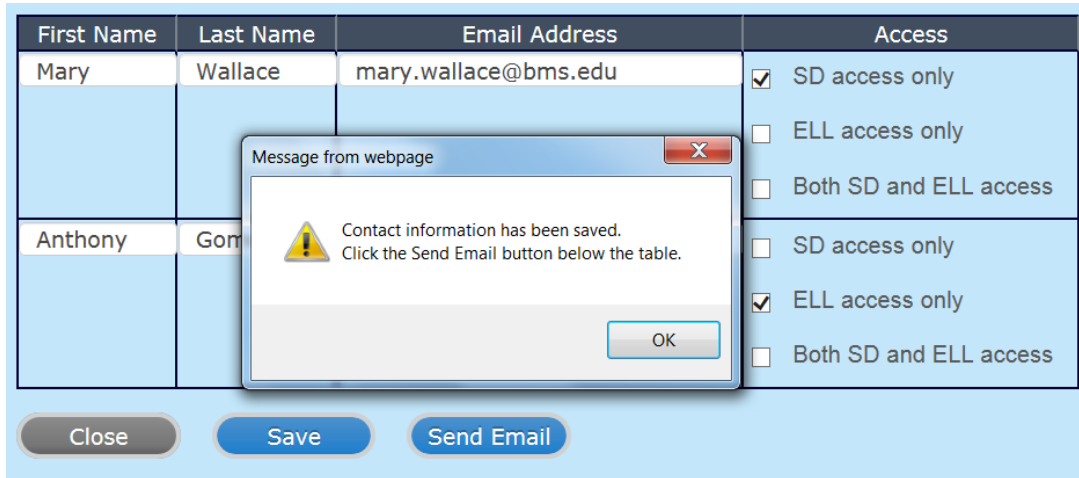 First Name Last Name Email Address Access
Mary Wallace mary.wallace@bms.edu SD access only
ELL access only
Both SD and ELL access
Message from webpage
Contact information has been saved.
Click the Send Email button below the table.
OK
Anthony SD access only
ELL access only
Both SD and ELL access
Close Save Send Email